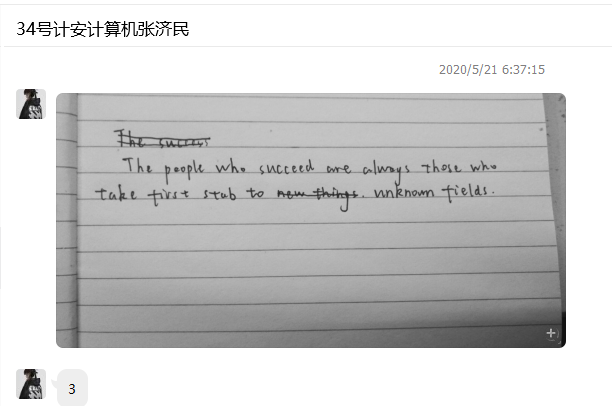 34号计安计算机张济民
2020/5/21 6:37:15
The success
The people who succeed are always those who
take first stab to new things. unknown fields.
3